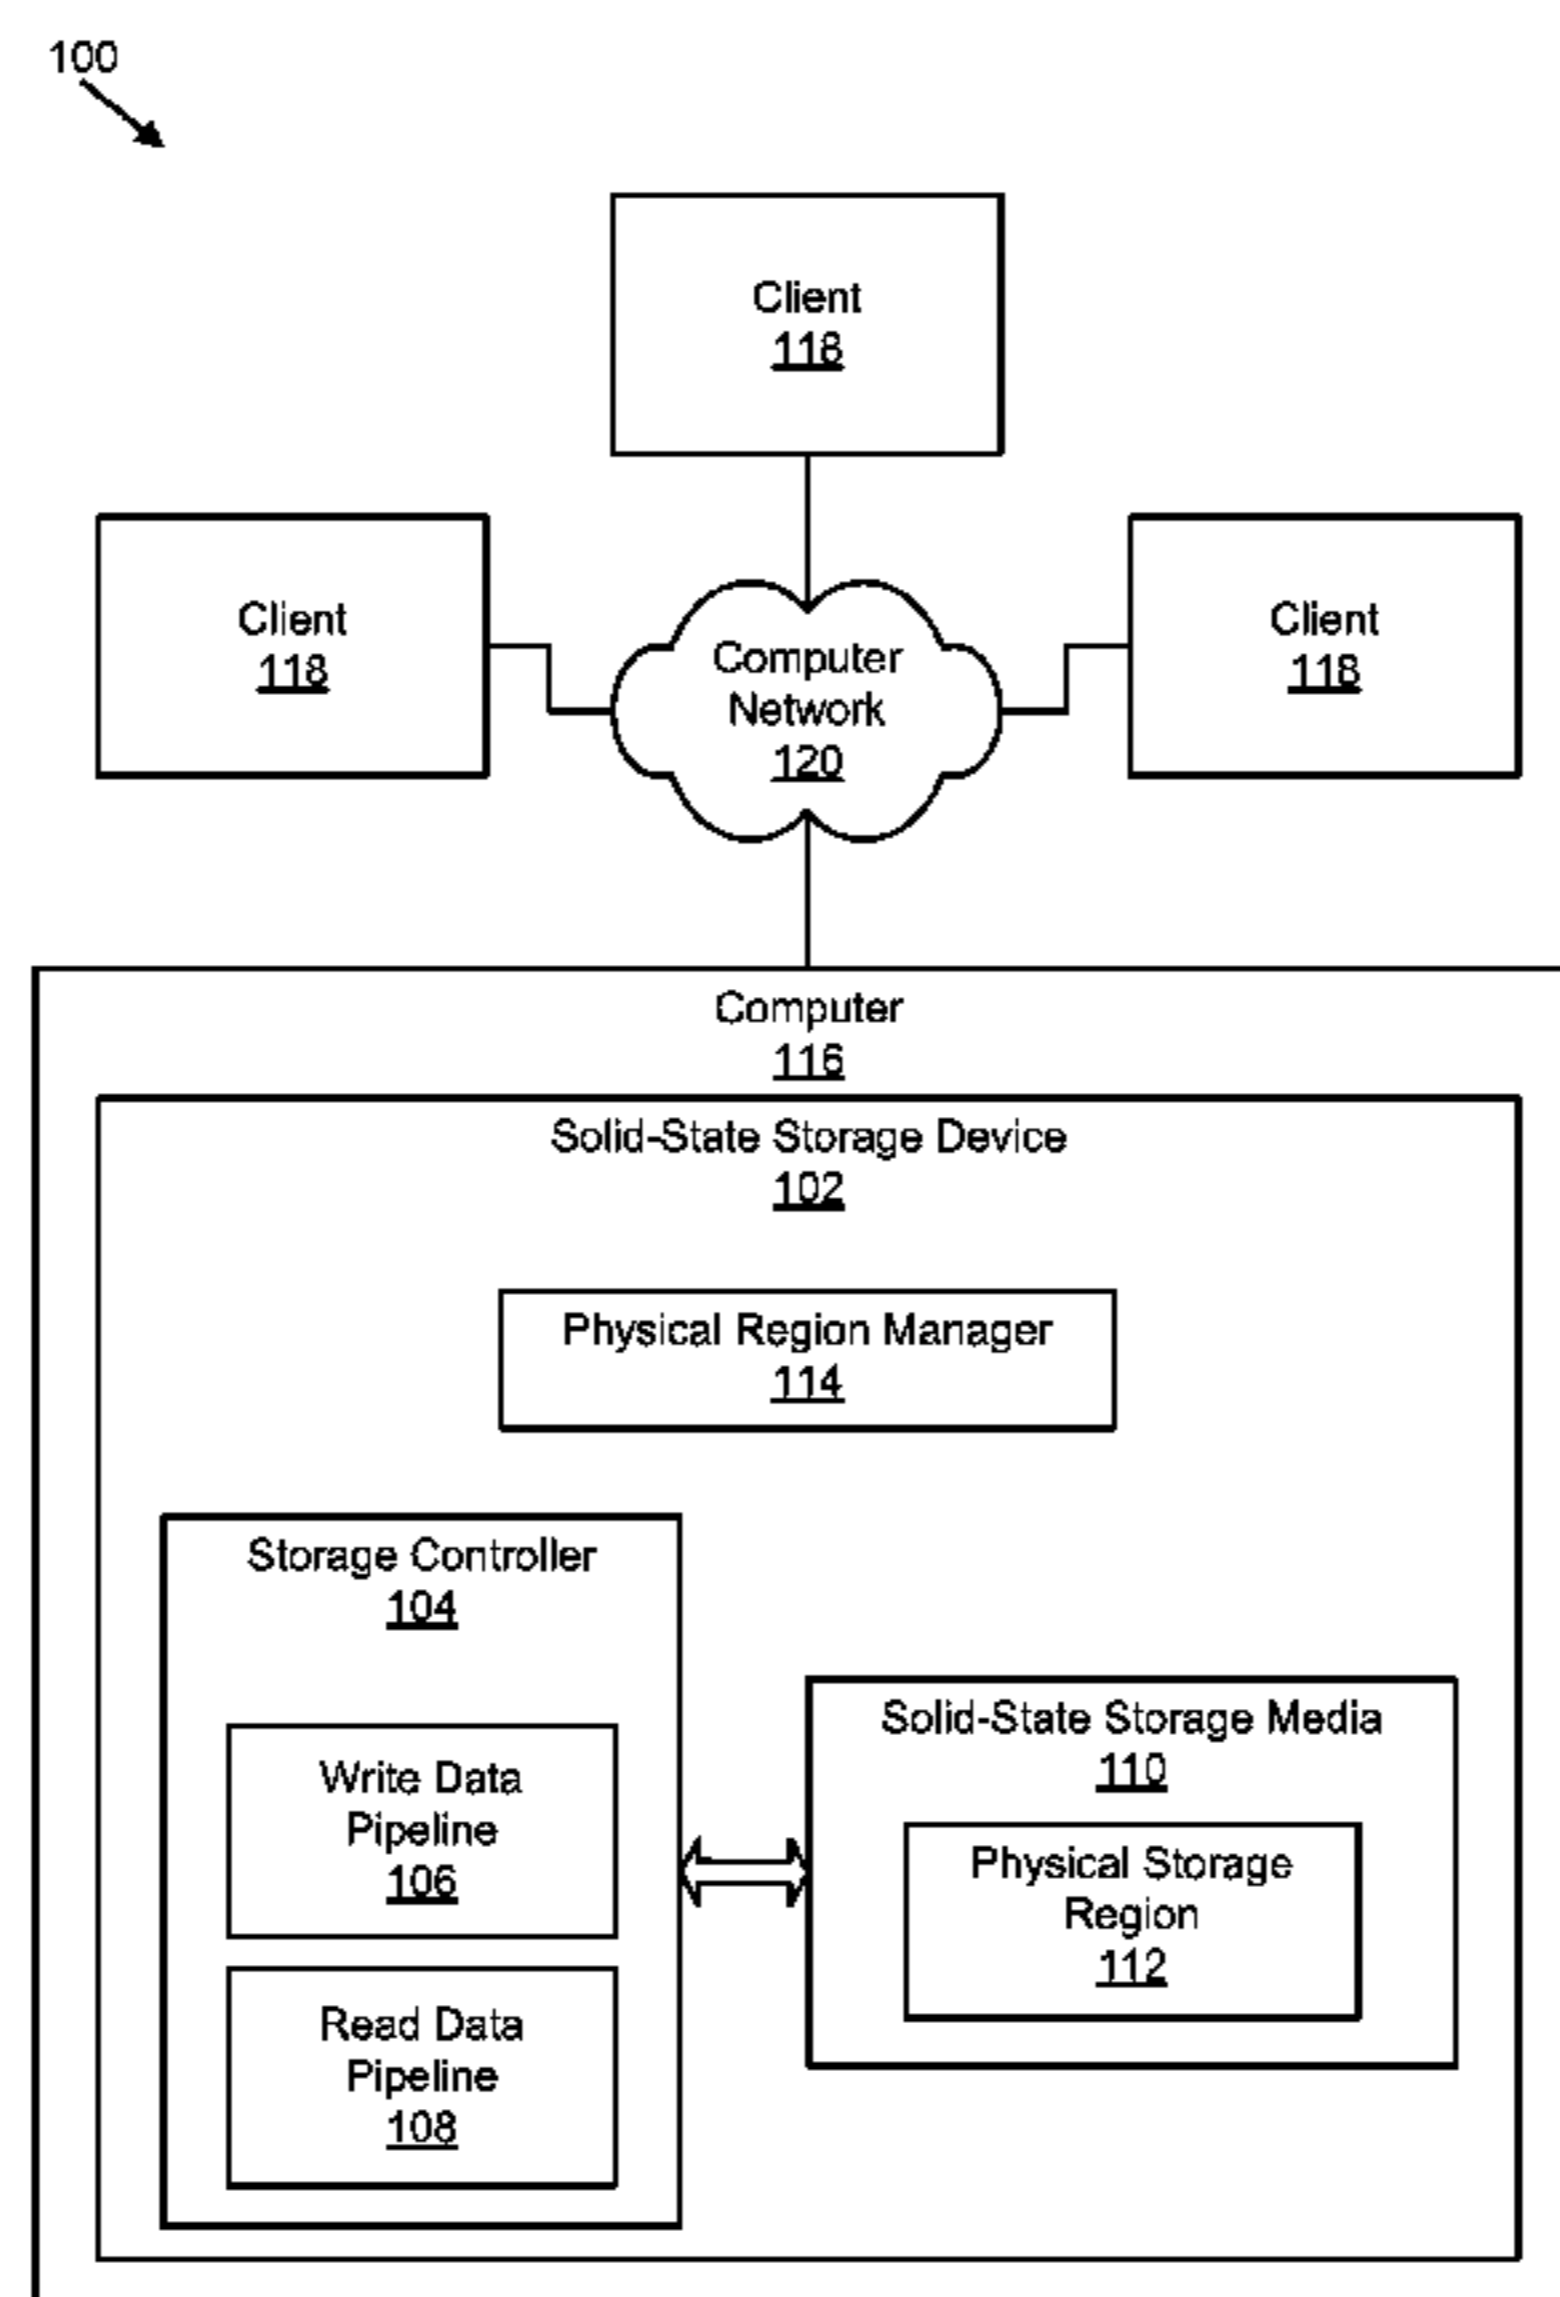 100
Client
118
Client
118
Computer
Network
120
Client
118
Computer
116
Solid-State Storage Device
102
Physical Region Manager
114
Storage Controller
104
Write Data
Pipeline
106
Read Data
Pipeline
108
Solid-State Storage Media
110
Physical Storage
Region
112